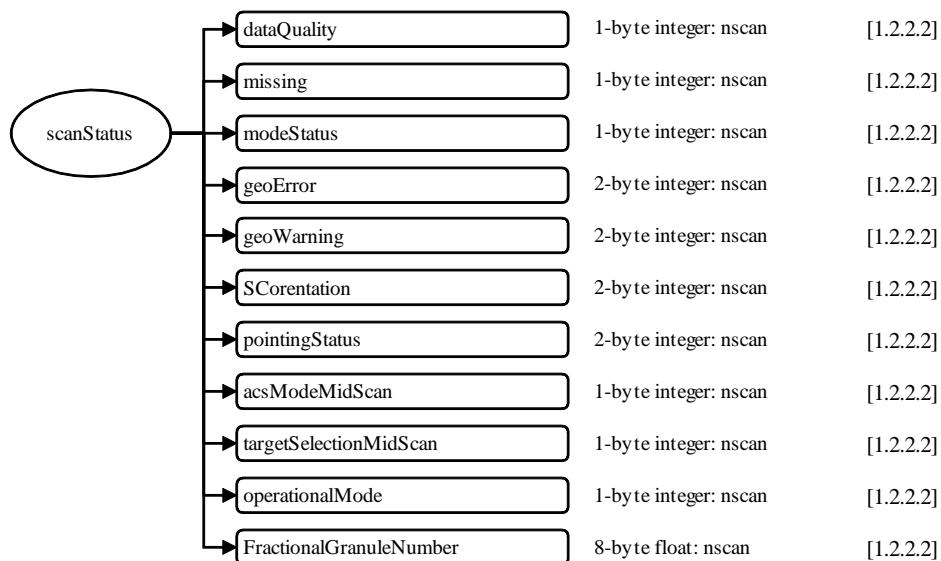 dataQuality 1-byte integer: nscan [1.2.2.2]
missing 1-byte integer: nscan [1.2.2.2]
scanStatus modeStatus 1-byte integer: nscan [1.2.2.2]
geoError 2-byte integer: nscan [1.2.2.2]
geoWarning 2-byte integer: nscan [1.2.2.2]
SCorentation 2-byte integer: nscan [1.2.2.2]
pointingStatus 2-byte integer: nscan [1.2.2.2]
acsModeMidScan 1-byte integer: nscan [1.2.2.2]
targetSelectionMidScan 1-byte integer: nscan [1.2.2.2]
operationalMode 1-byte integer: nscan [1.2.2.2]
FractionalGranuleNumber 8-byte float: nscan [1.2.2.2]